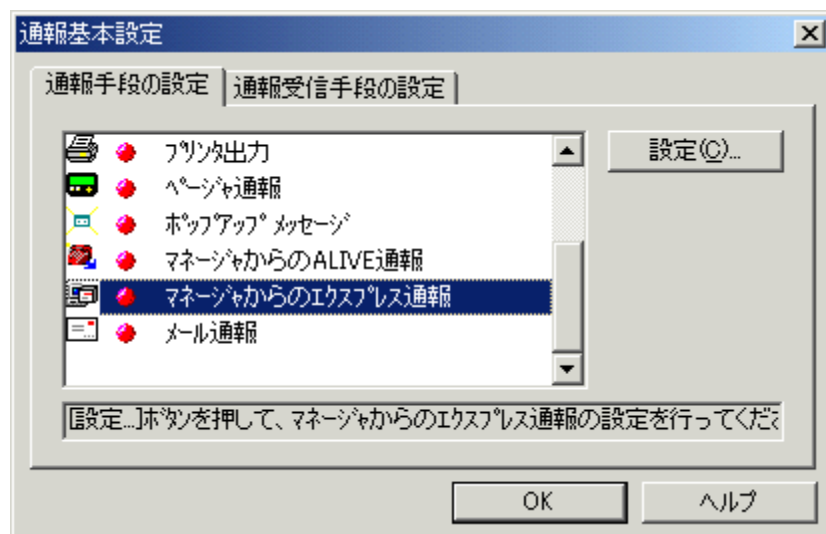 通報基本設定
通報手段の設定 通報受信手段の設定
プリンタ出力
設定(C)...
ページャ通報
ポップアップ メッセージ
マネージャからのALIVE通報
マネージャからのエクスプレス通報
メール通報
[設定...]ボタンを押して、マネージャからのエクスプレス通報の設定を行ってくだ
OK ヘルプ